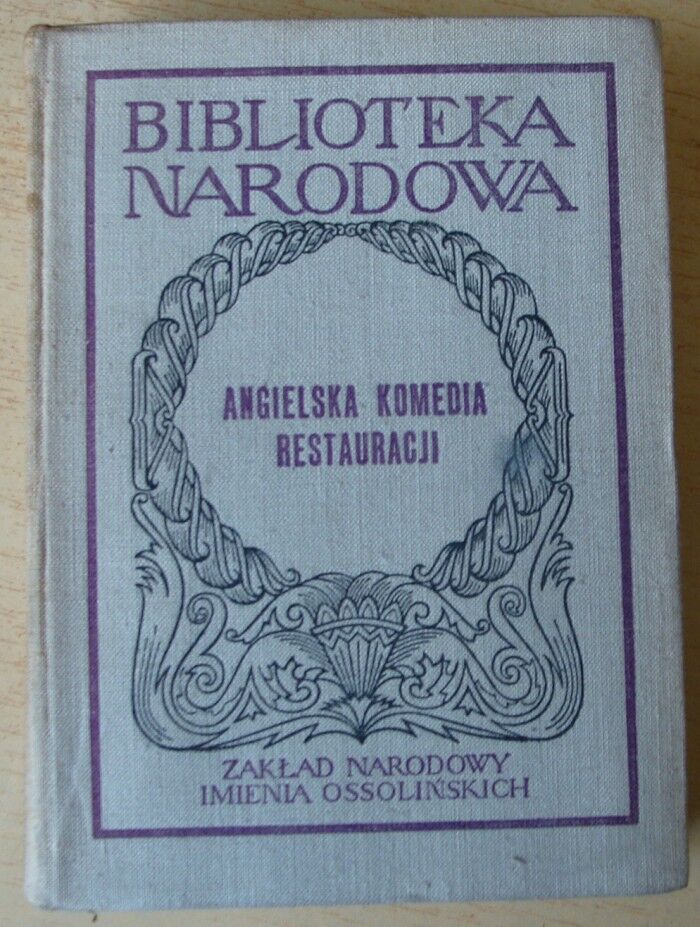 BIBLIOTEKA
NARODOWA
ANGIELSKA KOMEDIA
RESTAURACJI
ZAKŁAD NARODOWY
IMIENIA OSSOLIŃSKICH